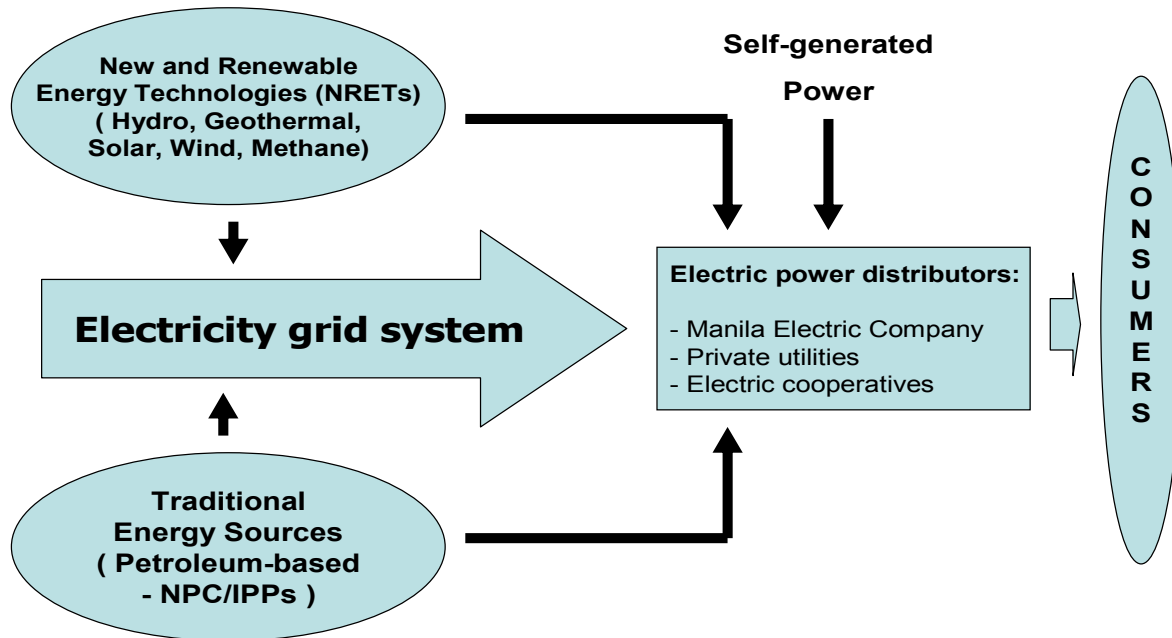 New and Renewable
Energy Technologies (NRETs)
( Hydro, Geothermal,
Solar, Wind, Methane)
Self-generated
Power
Electricity grid system
Electric power distributors:
- Manila Electric Company
- Private utilities
- Electric cooperatives
CONSUMERS
Traditional
Energy Sources
( Petroleum-based
- NPC/IPPs )